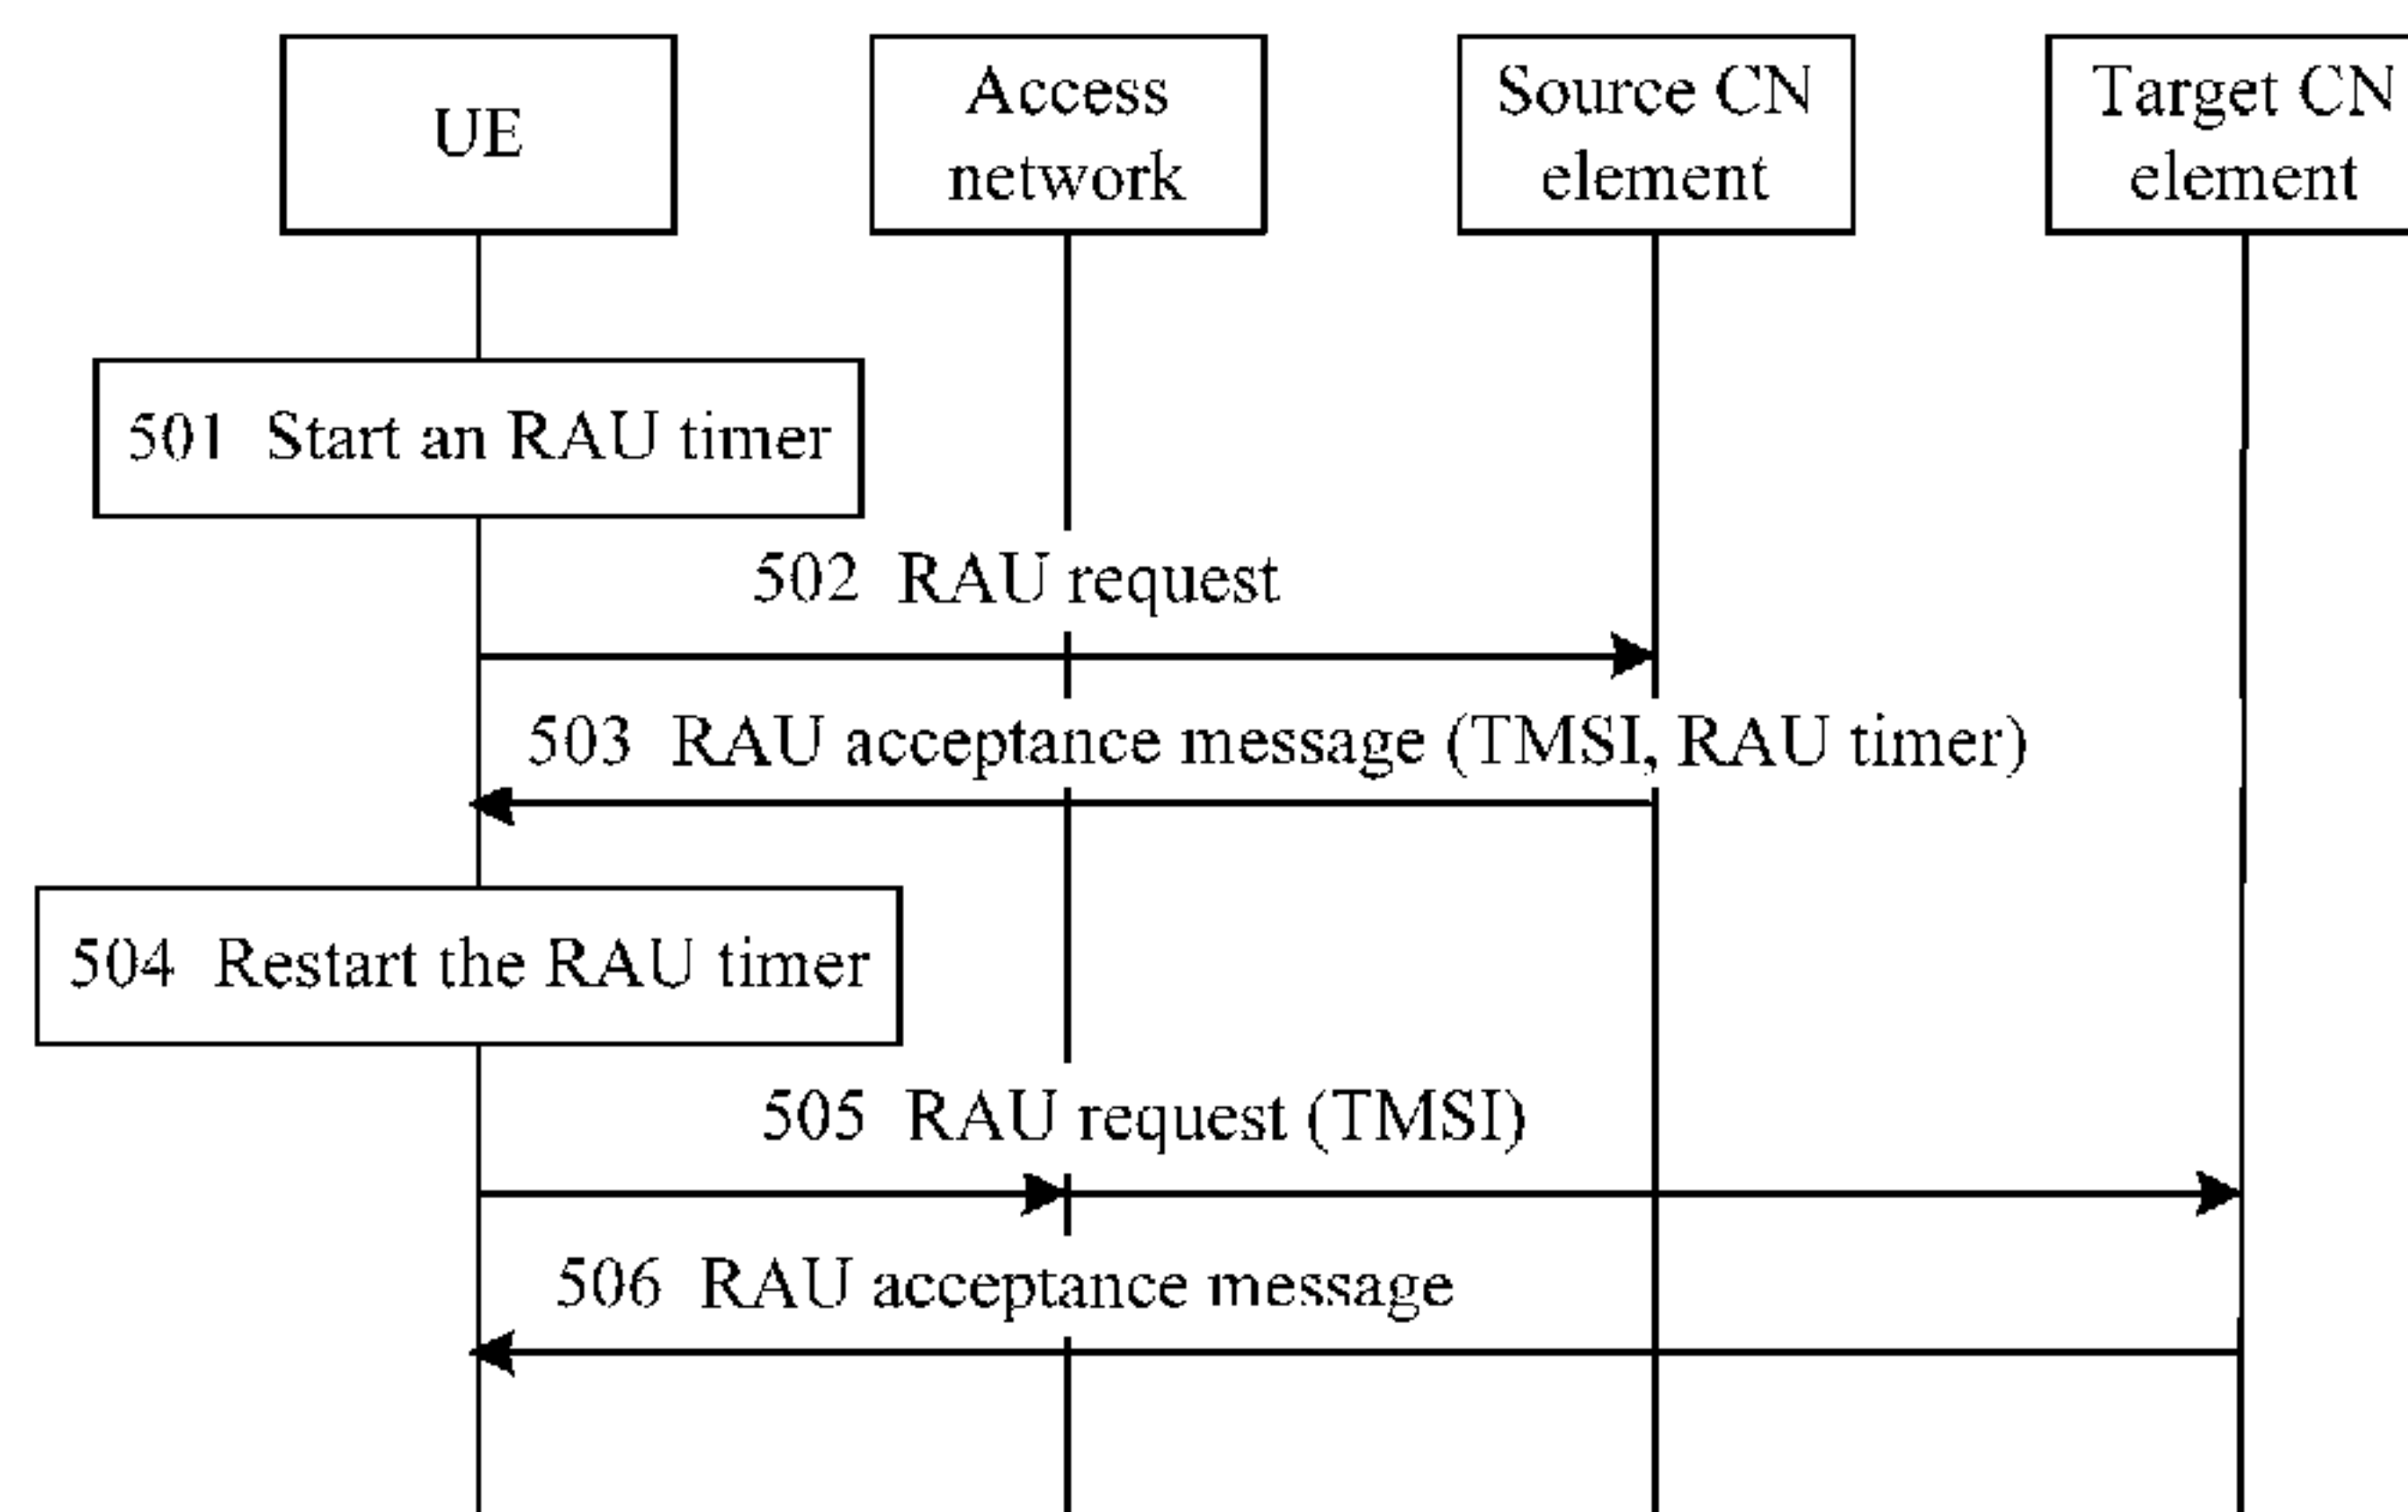 UE
Access
network
Source CN
element
Target CN
element
501 Start an RAU timer
502 RAU request
503 RAU acceptance message (TMSI, RAU timer)
504 Restart the RAU timer
505 RAU request (TMSI)
506 RAU acceptance message